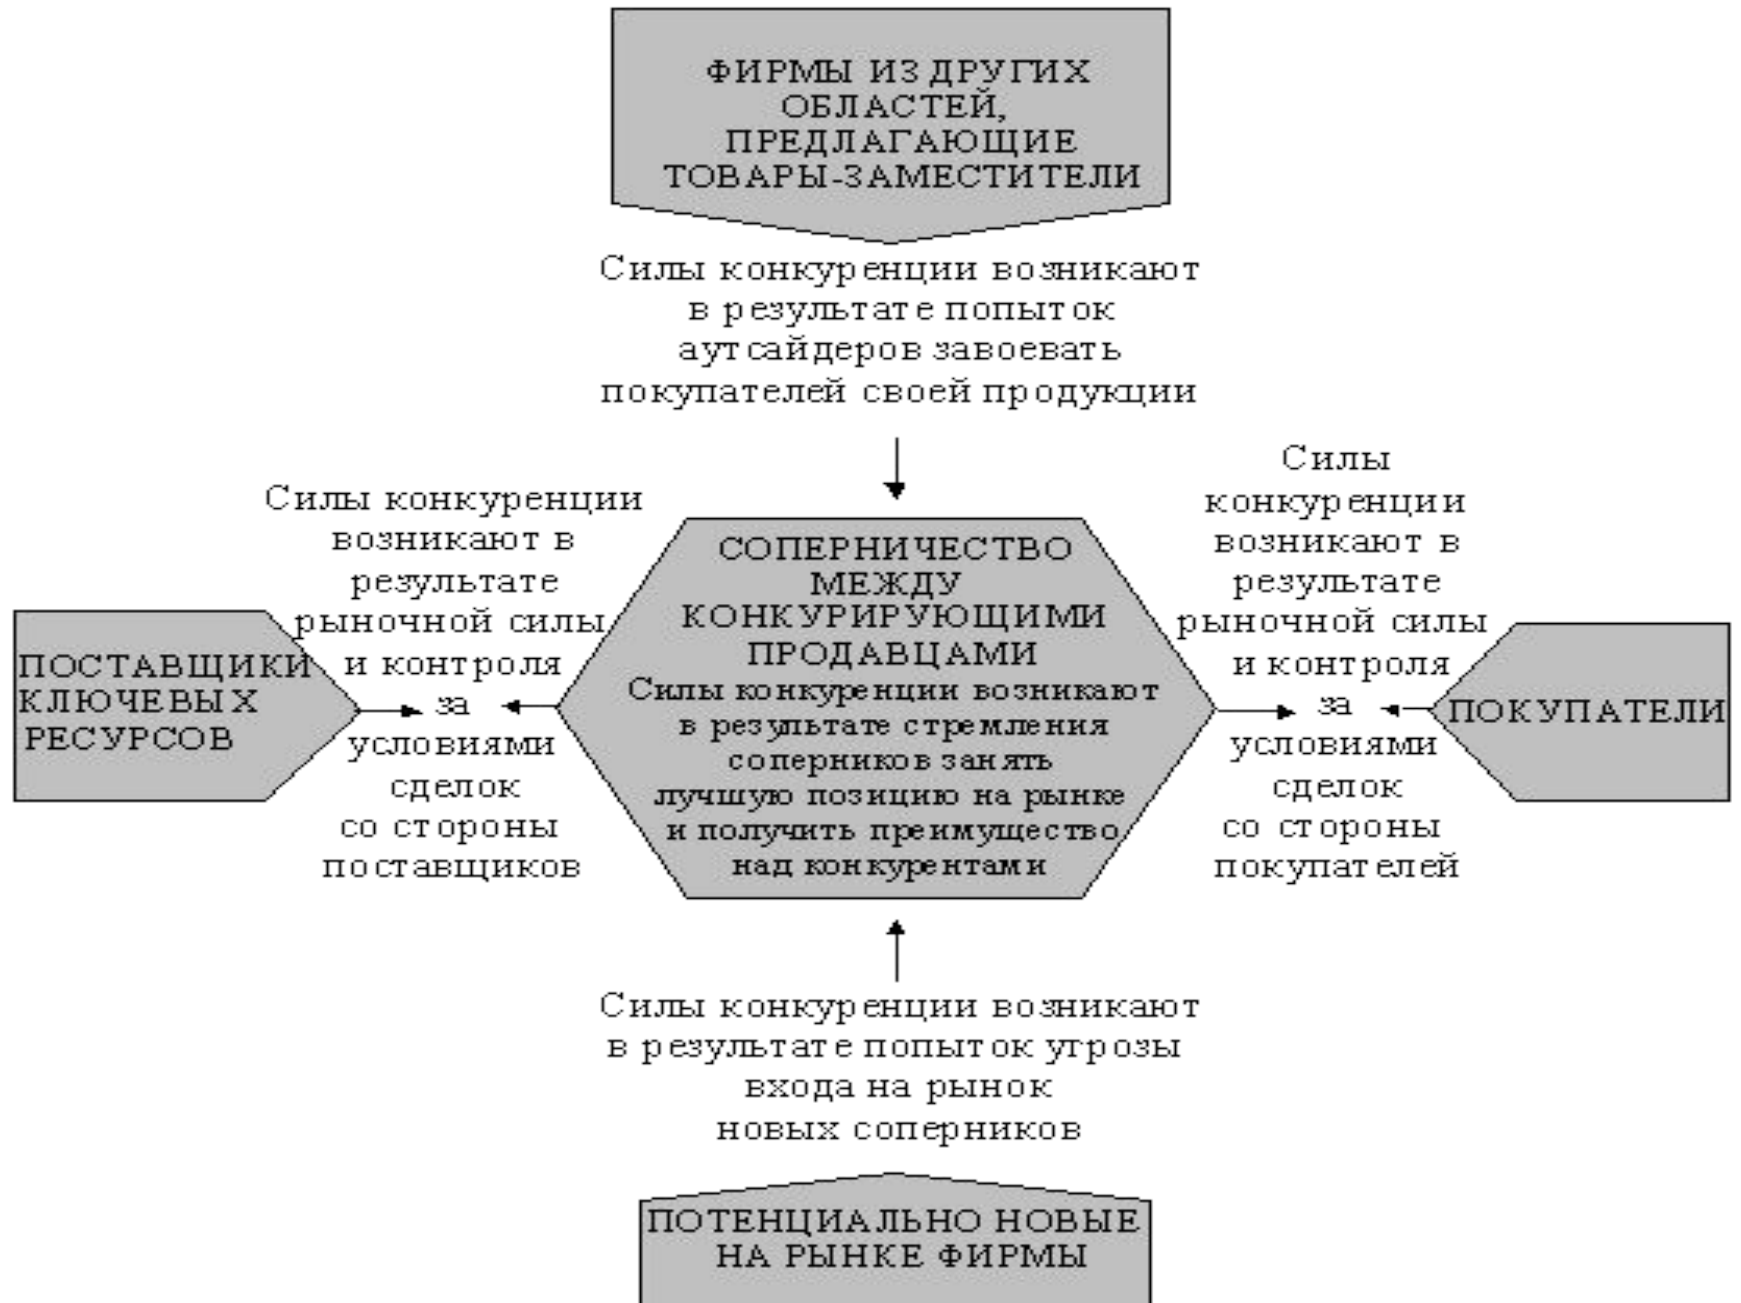 ФИРМЫ ИЗ ДРУГИХ
ОБЛАСТЕЙ,
ПРЕДЛАГАЮЩИЕ
ТОВАРЫ-ЗАМЕСТИТЕЛИ
Силы конкуренции возникают
в результате попыток
аутсайдеров завоевать
покупателей своей продукции
Силы конкуренции
возникают в
результате
рыночной силы
и контроля
за
условиями
сделок
со стороны
поставщиков
ПОСТАВЩИКИ
КЛЮЧЕВЫХ
РЕСУРСОВ
СОПЕРНИЧЕСТВО
МЕЖДУ
КОНКУРИРУЮЩИМИ
ПРОДАВЦАМИ
Силы конкуренции возникают
в результате стремления
соперников занять
лучшую позицию на рынке
и получить преимущество
над конкурентами
Силы
конкуренции
возникают в
результате
рыночной силы
и контроля
за
условиями
сделок
со стороны
покупателей
ПОКУПАТЕЛИ
Силы конкуренции возникают
в результате попыток угрозы
входа на рынок
новых соперников
ПОТЕНЦИАЛЬНО НОВЫЕ
НА РЫНКЕ ФИРМЫ